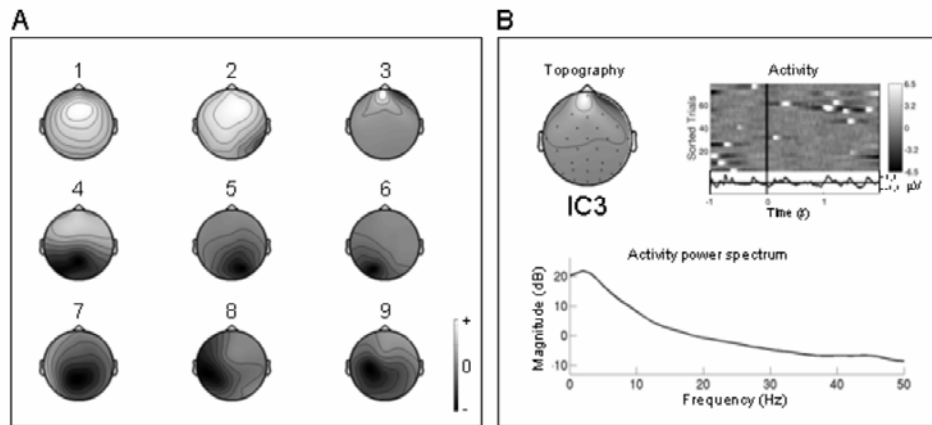 A
1 2 3
4 5 6
7 8 9
+
0
-
B
Topography
IC3
Activity
Sorted Trials
60
40
20
6.5
3.2
0
-3.2
-6.5
µV
-1 0 1
Time (s)
Activity power spectrum
Magnitude (dB)
20
10
0
-10
0 10 20 30 40 50
Frequency (Hz)